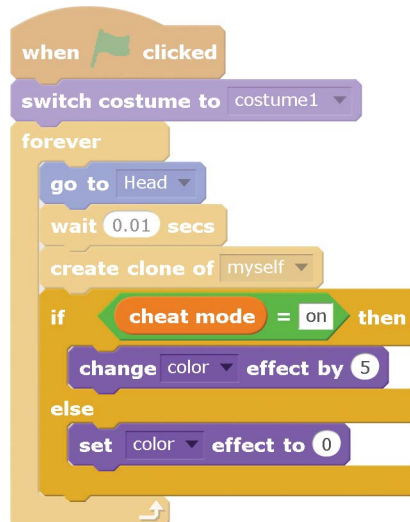 when clicked
switch costume to costume1
forever
go to Head
wait 0.01 secs
create clone of myself
if cheat mode = on then
change color effect by 5
else
set color effect to 0